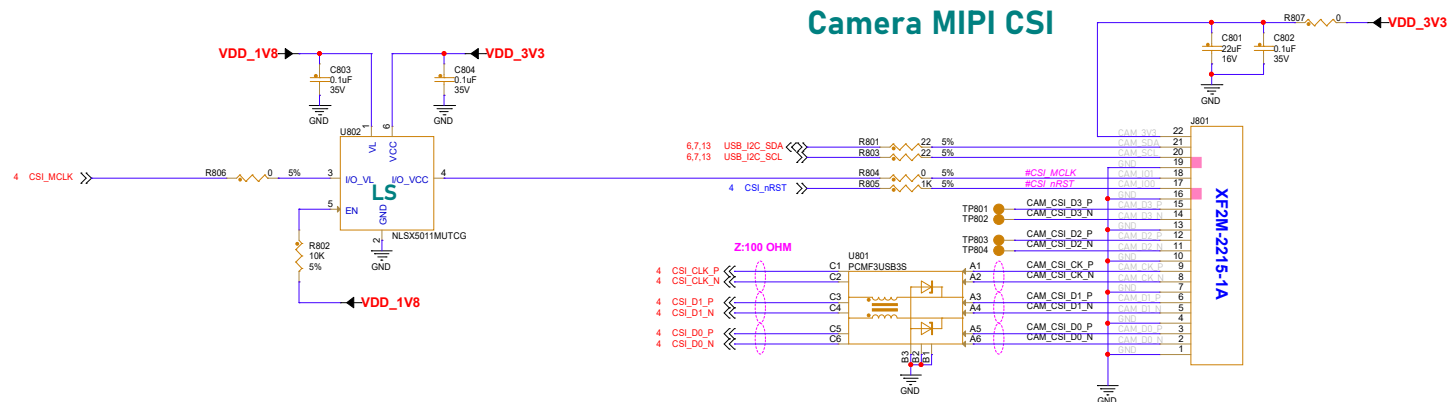 Camera MIPI CSI
R807 0 VDD_3V3
VDD_1V8 VDD_3V3
C801
22uF
16V
C802
0.1uF
35V
C803
0.1uF
35V
C804
0.1uF
35V
GND
GND
GND
U802
1 6
VL VCC
J801
CAM_3V3 22
6,7,13 USB_I2C_SDA R801 22 5% CAM_SDA 21
6,7,13 USB_I2C_SCL R803 22 5% CAM_SCL 20
GND 19
4 CSI_MCLK R806 0 5% 3 I/O_VL I/O_VCC 4 R804 0 5% #CSI_MCLK CAM_IO1 18
LS
4 CSI_nRST R805 1K 5% #CSI_nRST CAM_IO0 17
GND 16
5 EN GND 2
NLSX5011MUTCG
GND
R802
10K
5%
VDD_1V8
TP801 CAM_CSI_D3_P CAM_D3_P 15
TP802 CAM_CSI_D3_N CAM_D3_N 14
GND 13
TP803 CAM_CSI_D2_P CAM_D2_P 12
TP804 CAM_CSI_D2_N CAM_D2_N 11
GND 10
XF2M-2215-1A
Z:100 OHM
U801
PCMF3USB3S
4 CSI_CLK_P C1 A1 CAM_CSI_CK_P CAM_CK_P 9
4 CSI_CLK_N C2 A2 CAM_CSI_CK_N CAM_CK_N 8
GND 7
4 CSI_D1_P C3 A3 CAM_CSI_D1_P CAM_D1_P 6
4 CSI_D1_N C4 A4 CAM_CSI_D1_N CAM_D1_N 5
GND 4
4 CSI_D0_P C5 A5 CAM_CSI_D0_P CAM_D0_P 3
4 CSI_D0_N C6 A6 CAM_CSI_D0_N CAM_D0_N 2
GND 1
B3 B2 B1
GND
GND